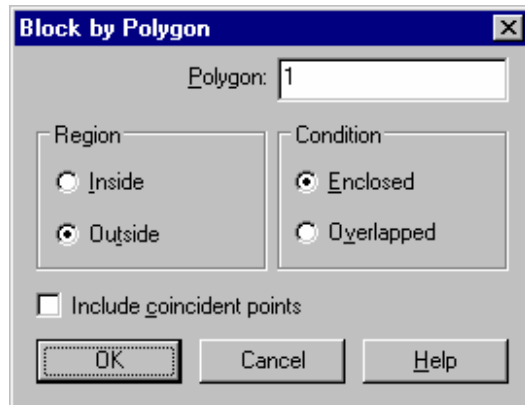 Block by Polygon
Polygon: 1
Region
Condition
Inside
Enclosed
Outside
Overlapped
Include coincident points
OK Cancel Help